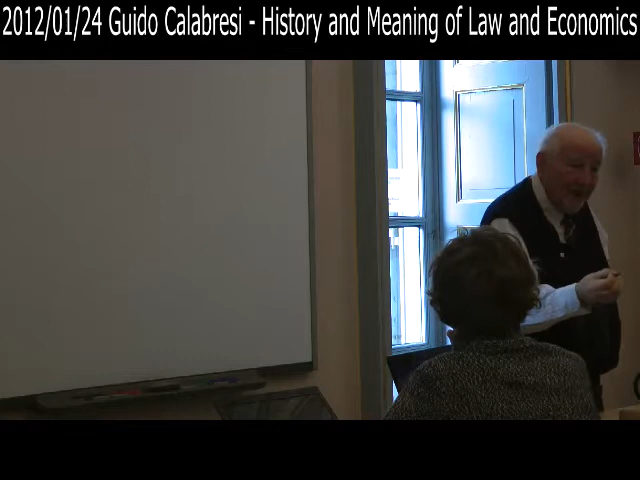 2012/01/24 Guido Calabresi - History and Meaning of Law and Economics